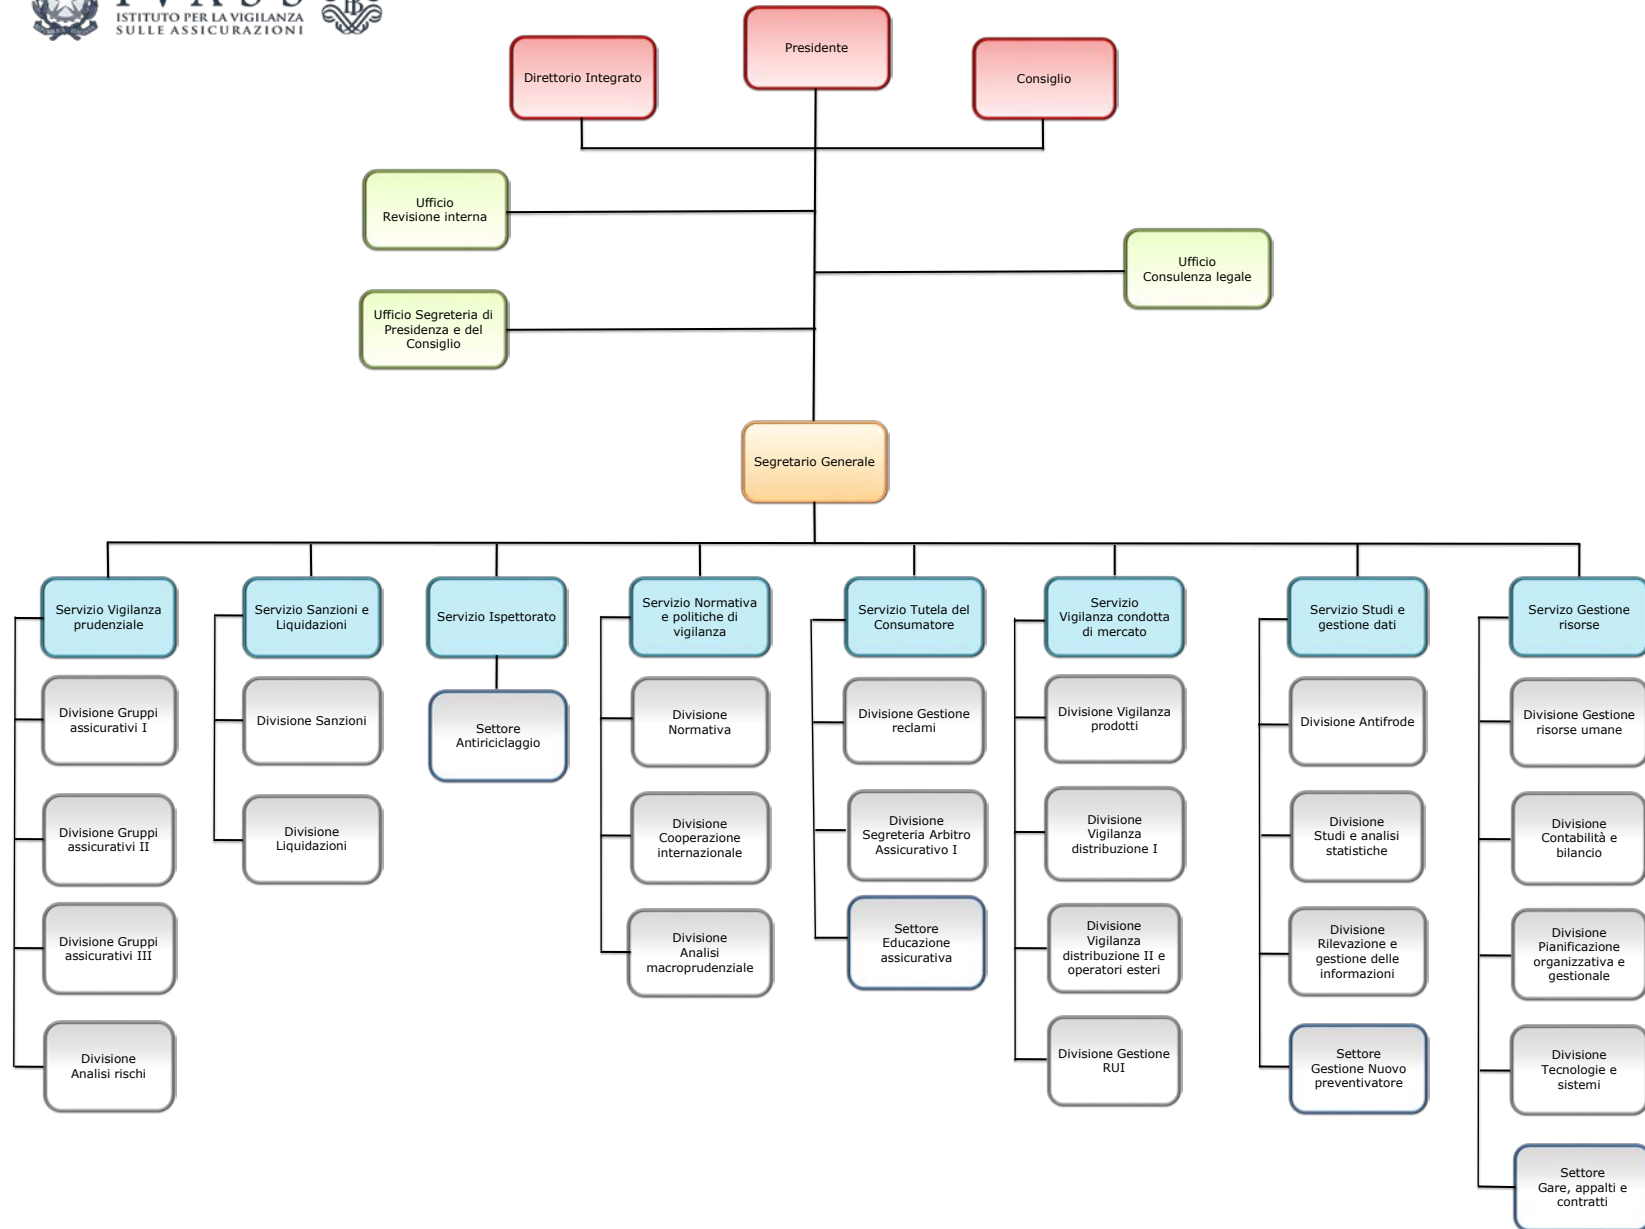 IVASS
ISTITUTO PER LA VIGILANZA
SULLE ASSICURAZIONI
Presidente
Direttorio Integrato
Consiglio
Ufficio
Revisione interna
Ufficio
Consulenza legale
Ufficio Segreteria di
Presidenza e del
Consiglio
Segretario Generale
Servizio Vigilanza
prudenziale
Divisione Gruppi
assicurativi I
Divisione Gruppi
assicurativi II
Divisione Gruppi
assicurativi III
Divisione
Analisi rischi
Servizio Sanzioni e
Liquidazioni
Divisione Sanzioni
Divisione
Liquidazioni
Servizio Ispettorato
Settore
Antiriciclaggio
Servizio Normativa
e politiche di
vigilanza
Divisione
Normativa
Divisione
Cooperazione
internazionale
Divisione
Analisi
macroprudenziale
Servizio Tutela del
Consumatore
Divisione Gestione
reclami
Divisione
Segreteria Arbitro
Assicurativo I
Settore
Educazione
assicurativa
Servizio
Vigilanza condotta
di mercato
Divisione Vigilanza
prodotti
Divisione
Vigilanza
distribuzione I
Divisione
Vigilanza
distribuzione II e
operatori esteri
Divisione Gestione
RUI
Servizio Studi e
gestione dati
Divisione Antifrode
Divisione
Studi e analisi
statistiche
Divisione
Rilevazione e
gestione delle
informazioni
Settore
Gestione Nuovo
preventivatore
Servizo Gestione
risorse
Divisione Gestione
risorse umane
Divisione
Contabilità e
bilancio
Divisione
Pianificazione
organizzativa e
gestionale
Divisione
Tecnologie e
sistemi
Settore
Gare, appalti e
contratti